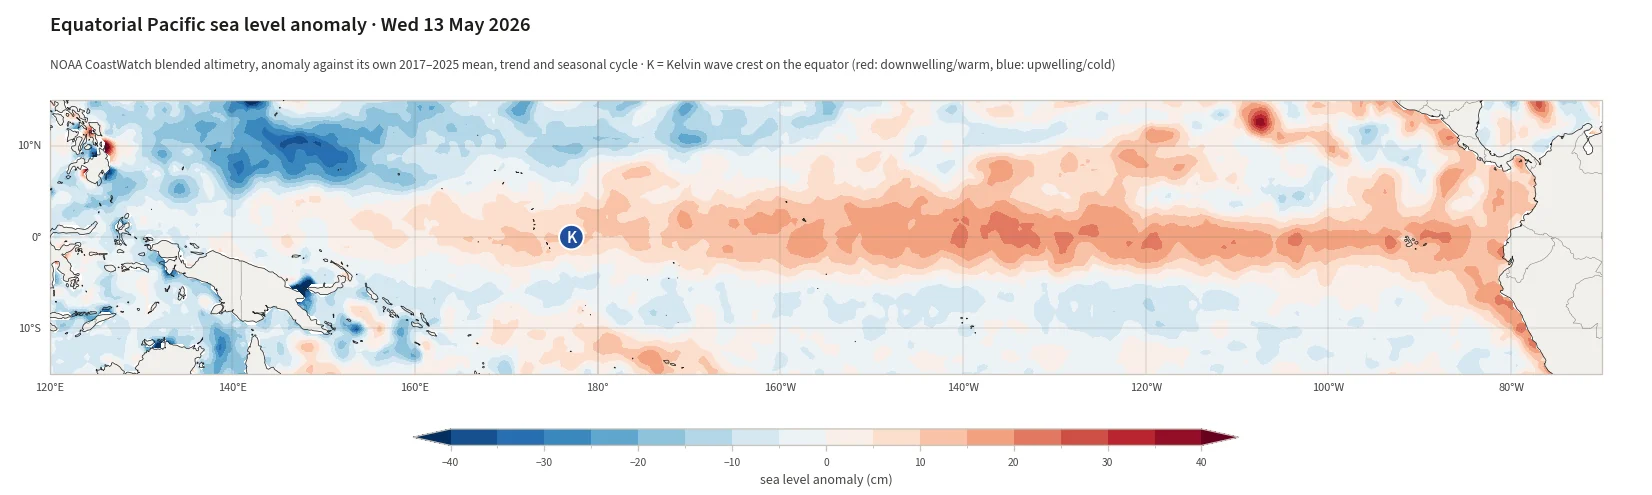 Equatorial Pacific sea level anomaly · Wed 13 May 2026
NOAA CoastWatch blended altimetry, anomaly against its own 2017–2025 mean, trend and seasonal cycle · K = Kelvin wave crest on the equator (red: downwelling/warm, blue: upwelling/cold)
10°N
0°
K
10°S
120°E 140°E 160°E 180° 160°W 140°W 120°W 100°W 80°W
−40 −30 −20 −10 0 10 20 30 40
sea level anomaly (cm)